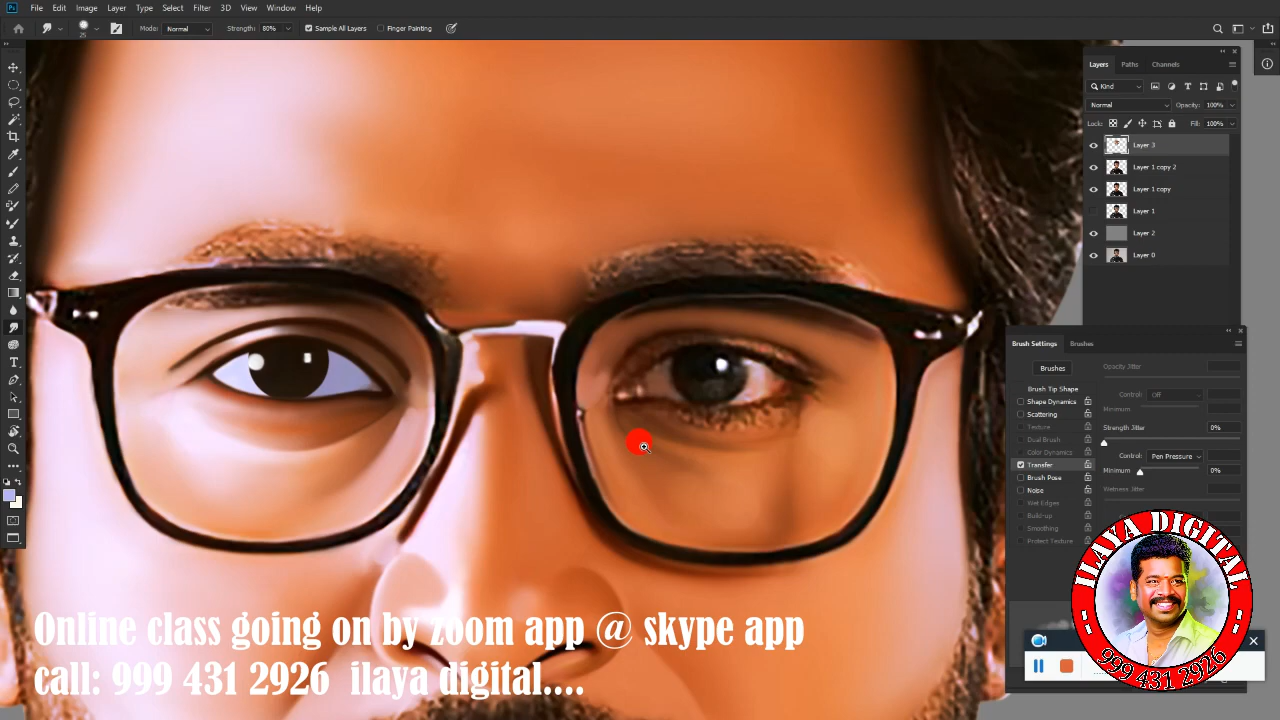 File Edit Image Layer Type Select Filter 3D View Window Help
25 Mode: Normal Strength: 80% Sample All Layers Finger Painting
Layers Paths Channels
Kind
Normal Opacity: 100%
Lock: Fill: 100%
Layer 3
Layer 1 copy 2
Layer 1 copy
Layer 1
Layer 2
Layer 0
Brush Settings Brushes
Brushes
Brush Tip Shape
Shape Dynamics
Scattering
Texture
Dual Brush
Color Dynamics
Transfer
Brush Pose
Noise
Wet Edges
Build-up
Smoothing
Protect Texture
Opacity Jitter
Control: Off
Minimum
Strength Jitter 0%
Control: Pen Pressure
Minimum 0%
Wetness Jitter
Online class going on by zoom app @ skype app
call: 999 431 2926 ilaya digital....
ILAYA DIGITAL
999 431 2926